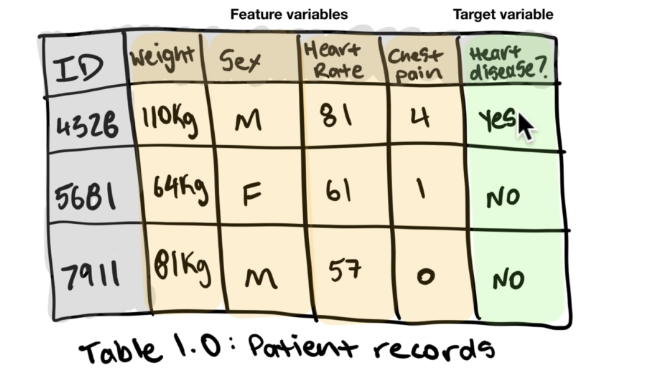 Feature variables Target variable
ID Weight Sex Heart Rate Chest pain Heart disease?
4328 110Kg M 81 4 Yes
5681 64Kg F 61 1 NO
7911 81Kg M 57 0 NO
Table 1.0: Patient records